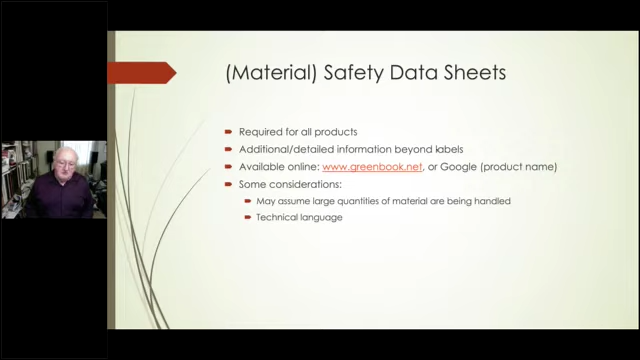 (Material) Safety Data Sheets
Required for all products
Additional/detailed information beyond labels
Available online: www.greenbook.net, or Google (product name)
Some considerations:
May assume large quantities of material are being handled
Technical language